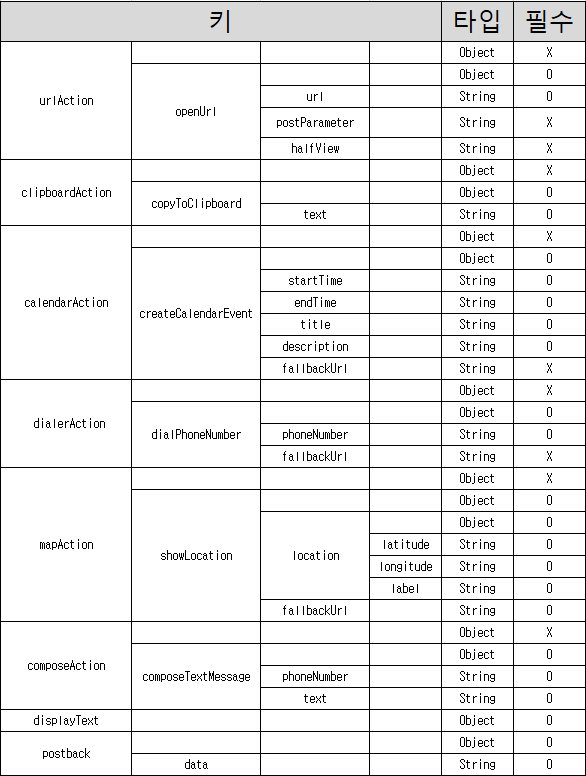 키 타입 필수
urlAction Object X
openUrl Object O
url String O
postParameter String X
halfView String X
clipboardAction Object X
copyToClipboard Object O
text String O
calendarAction Object X
createCalendarEvent Object O
startTime String O
endTime String O
title String O
description String O
fallbackUrl String X
dialerAction Object X
dialPhoneNumber Object O
phoneNumber String O
fallbackUrl String X
mapAction Object X
showLocation Object O
location Object O
latitude String O
longitude String O
label String O
fallbackUrl String O
composeAction Object X
composeTextMessage Object O
phoneNumber String O
text String O
displayText Object O
postback Object O
data String O